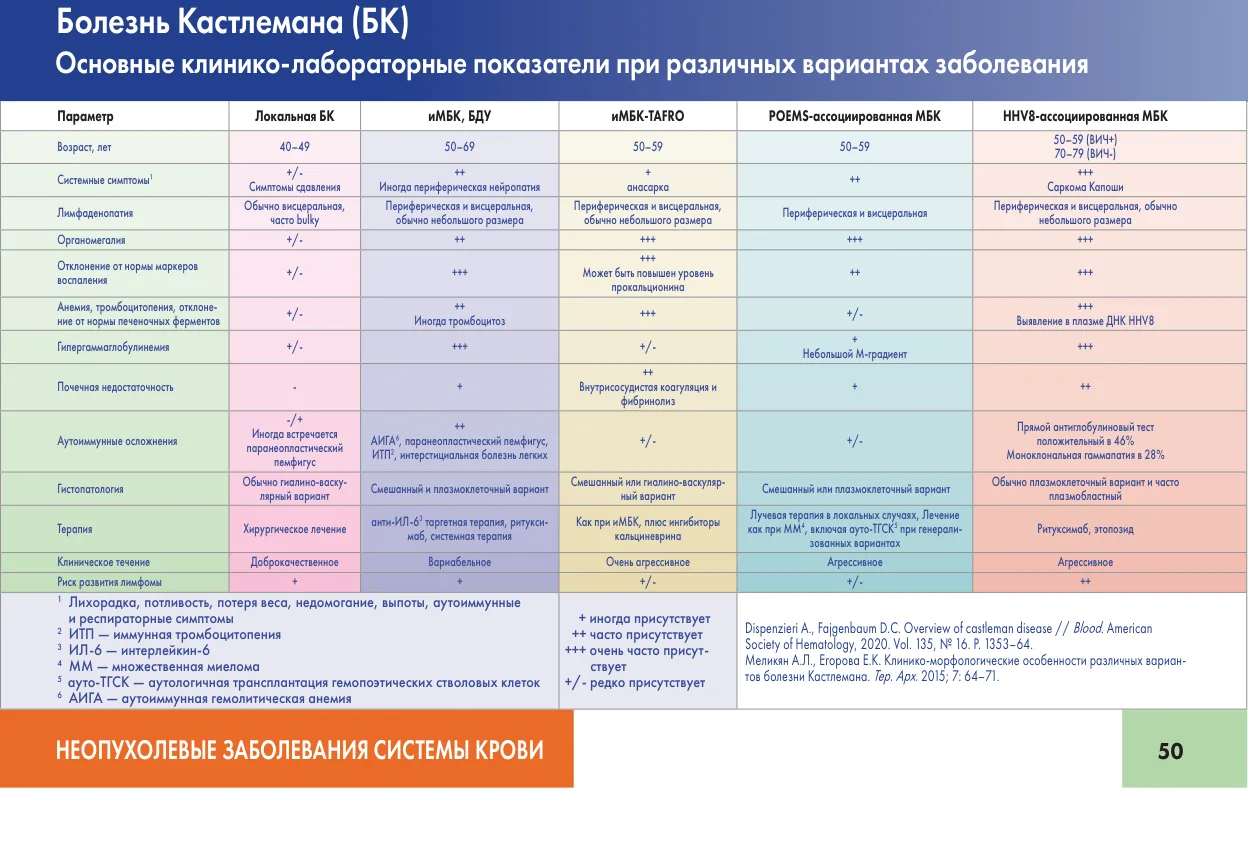 Болезнь Кастлемана (БК)
Основные клинико-лабораторные показатели при различных вариантах заболевания
Параметр
Локальная БК
иМБК, БДУ
иМБК-TAFRO
POEMS-ассоциированная МБК
HHV8-ассоциированная МБК
Возраст, лет
40–49
50–69
50–59
50–59
50–59 (ВИЧ+)
70–79 (ВИЧ-)
Системные симптомы¹
+/-
Симптомы сдавления
++
Иногда периферическая нейропатия
+
анасарка
++
+++
Саркома Капоши
Лимфаденопатия
Обычно висцеральная,
часто bulky
Периферическая и висцеральная,
обычно небольшого размера
Периферическая и висцеральная,
обычно небольшого размера
Периферическая и висцеральная
Периферическая и висцеральная, обычно
небольшого размера
Органомегалия
+/-
++
+++
+++
+++
Отклонение от нормы маркеров
воспаления
+/-
+++
+++
Может быть повышен уровень
прокальционина
++
+++
Анемия, тромбоцитопения, отклоне-
ние от нормы печеночных ферментов
+/-
++
Иногда тромбоцитоз
+++
+/-
+++
Выявление в плазме ДНК HHV8
Гипергаммаглобулинемия
+/-
+++
+/-
+
Небольшой М-градиент
+++
Почечная недостаточность
-
+
++
Внутрисосудистая коагуляция и
фибринолиз
+
++
Аутоиммунные осложнения
-/+
Иногда встречается
паранеопластический
пемфигус
++
АИГА⁶, паранеопластический пемфигус,
ИТП², интерстициальная болезнь легких
+/-
+/-
Прямой антиглобулиновый тест
положительный в 46%
Моноклональная гаммапатия в 28%
Гистопатология
Обычно гиалино-васку-
лярный вариант
Смешанный и плазмоклеточный вариант
Смешанный или гиалино-васкуляр-
ный вариант
Смешанный или плазмоклеточный вариант
Обычно плазмоклеточный вариант и часто
плазмобластный
Терапия
Хирургическое лечение
анти-ИЛ-6³ таргетная терапия, ритукси-
маб, системная терапия
Как при иМБК, плюс ингибиторы
кальциневрина
Лучевая терапия в локальных случаях, Лечение
как при ММ⁴, включая ауто-ТГСК⁵ при генерали-
зованных вариантах
Ритуксимаб, этопозид
Клиническое течение
Доброкачественное
Вариабельное
Очень агрессивное
Агрессивное
Агрессивное
Риск развития лимфомы
+
+
+/-
+/-
++
¹ Лихорадка, потливость, потеря веса, недомогание, выпоты, аутоиммунные
и респираторные симптомы
² ИТП — иммунная тромбоцитопения
³ ИЛ-6 — интерлейкин-6
⁴ ММ — множественная миелома
⁵ ауто-ТГСК — аутологичная трансплантация гемопоэтических стволовых клеток
⁶ АИГА — аутоиммунная гемолитическая анемия
+ иногда присутствует
++ часто присутствует
+++ очень часто присут-
ствует
+/- редко присутствует
Dispenzieri A., Fajgenbaum D.C. Overview of castleman disease // Blood. American
Society of Hematology, 2020. Vol. 135, № 16. P. 1353–64.
Меликян А.Л., Егорова Е.К. Клинико-морфологические особенности различных вариан-
тов болезни Кастлемана. Тер. Арх. 2015; 7: 64–71.
НЕОПУХОЛЕВЫЕ ЗАБОЛЕВАНИЯ СИСТЕМЫ КРОВИ
50